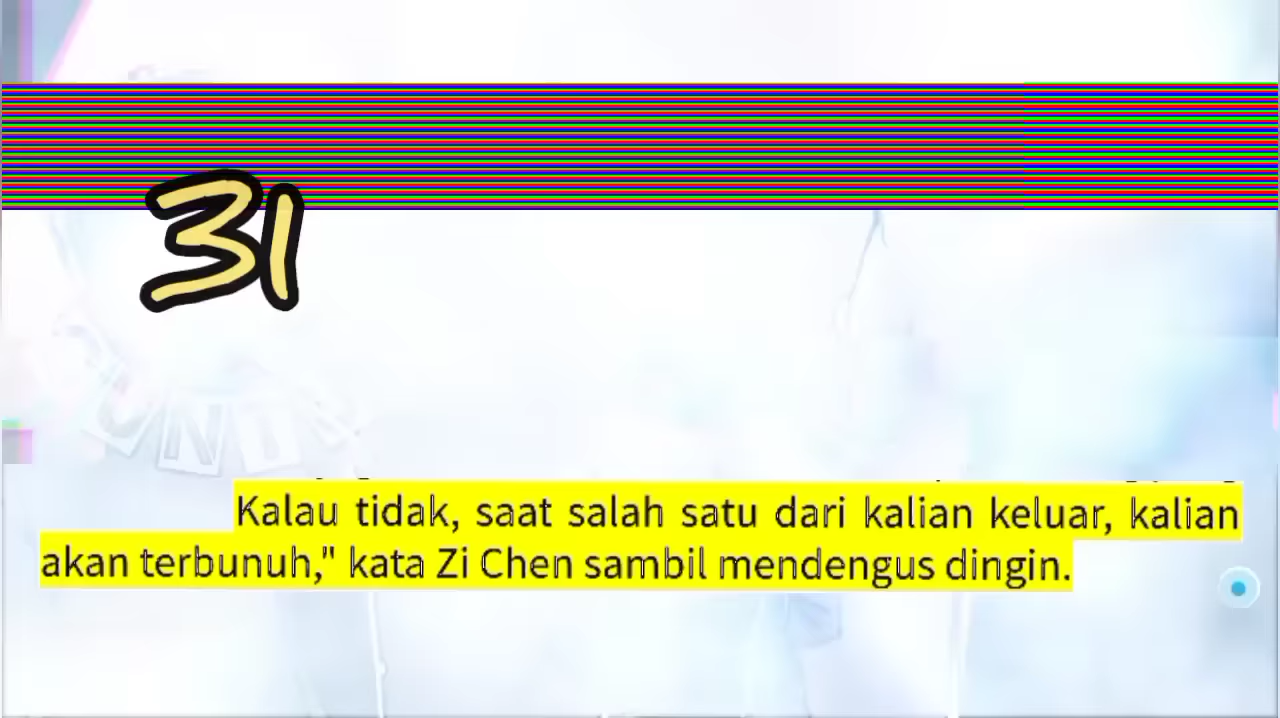 31
Kalau tidak, saat salah satu dari kalian keluar, kalian
akan terbunuh," kata Zi Chen sambil mendengus dingin.